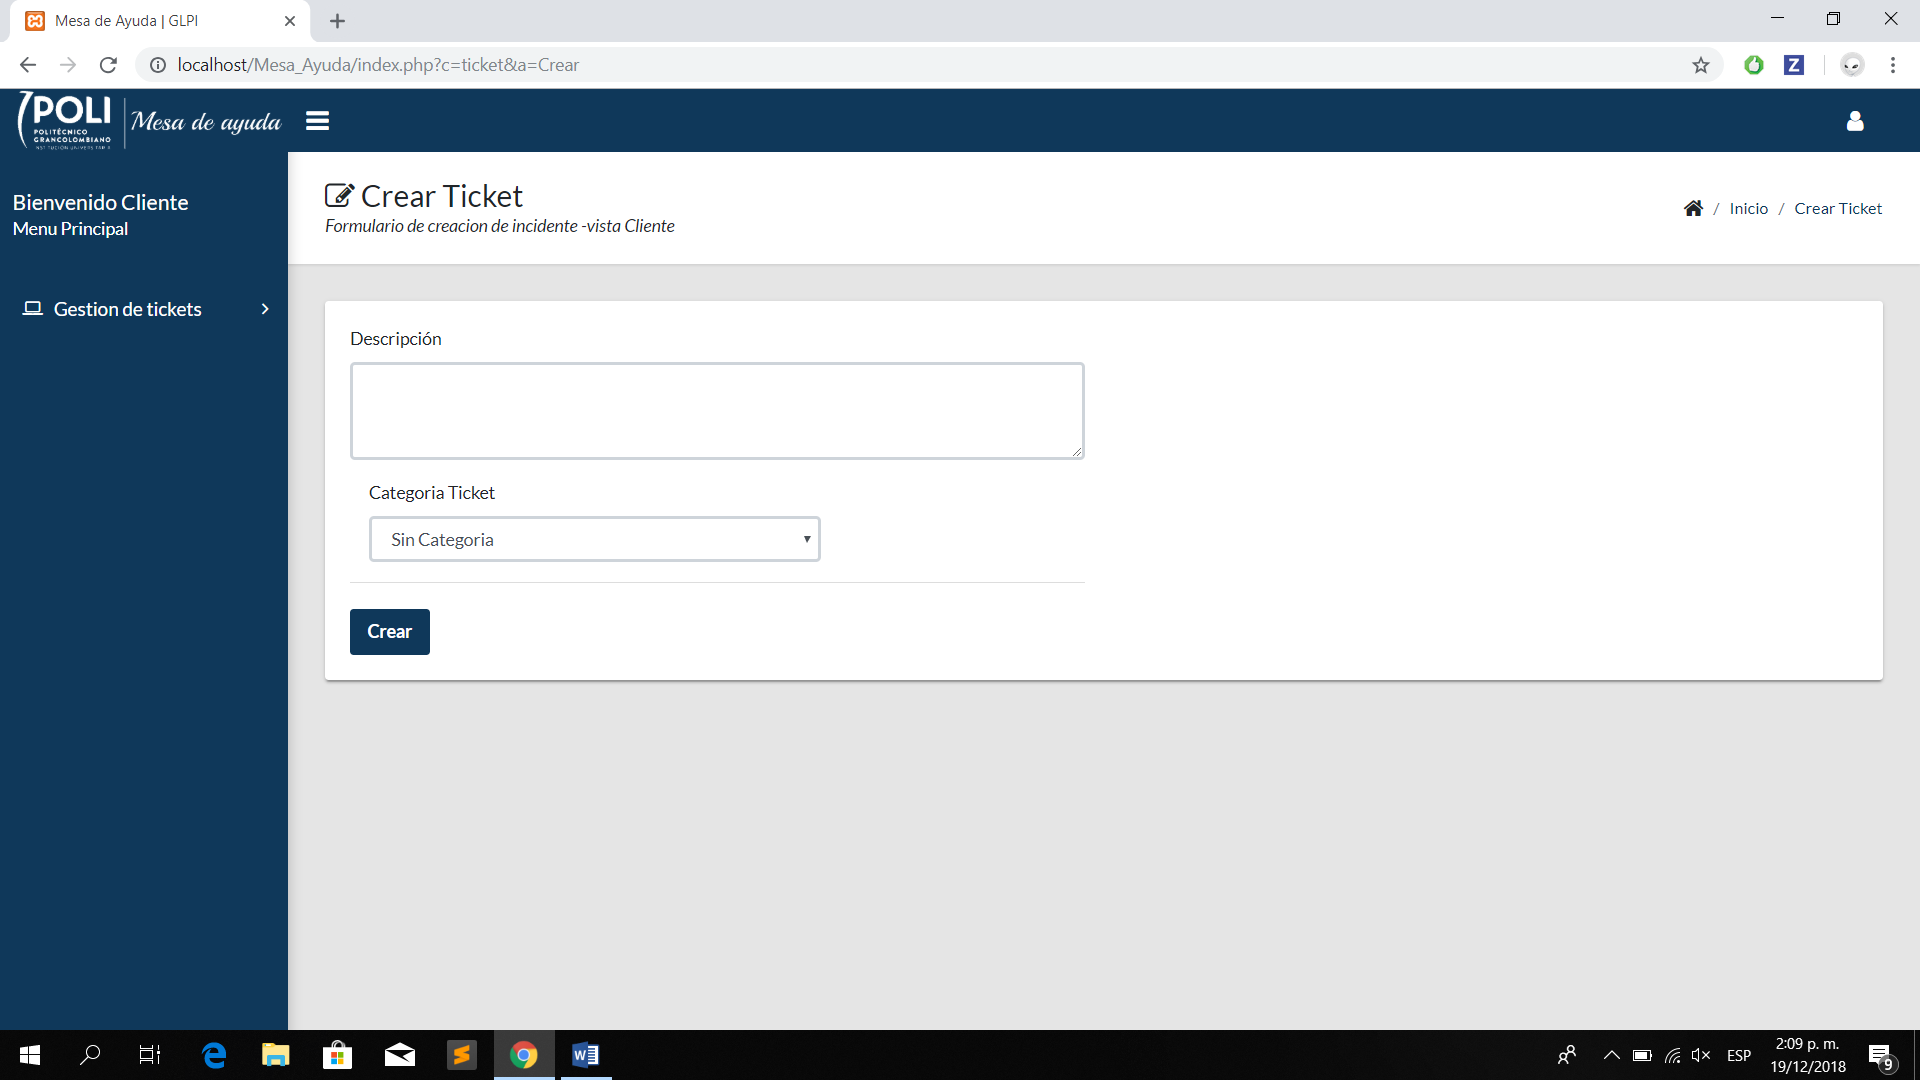 Mesa de Ayuda | GLPI
localhost/Mesa_Ayuda/index.php?c=ticket&a=Crear
POLI
POLITÉCNICO
GRANCOLOMBIANO
Mesa de ayuda
Bienvenido Cliente
Menu Principal
Gestion de tickets
Crear Ticket
Formulario de creacion de incidente -vista Cliente
/ Inicio / Crear Ticket
Descripción
Categoria Ticket
Sin Categoria
Crear
ESP
2:09 p. m.
19/12/2018
9